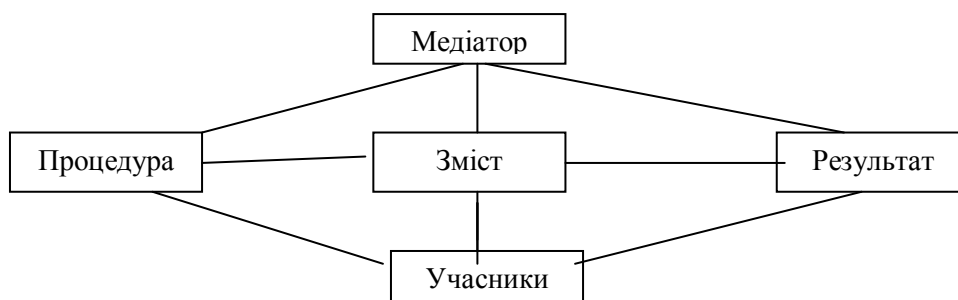 Медіатор
Процедура
Зміст
Результат
Учасники